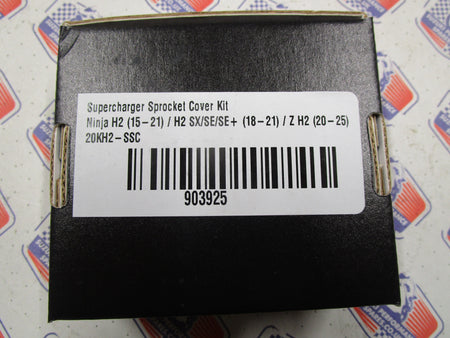 Supercharger Sprocket Cover Kit
Ninja H2 (15-21) / H2 SX/SE/SE+ (18-21) / Z H2 (20-25)
20KH2-SSC
903925